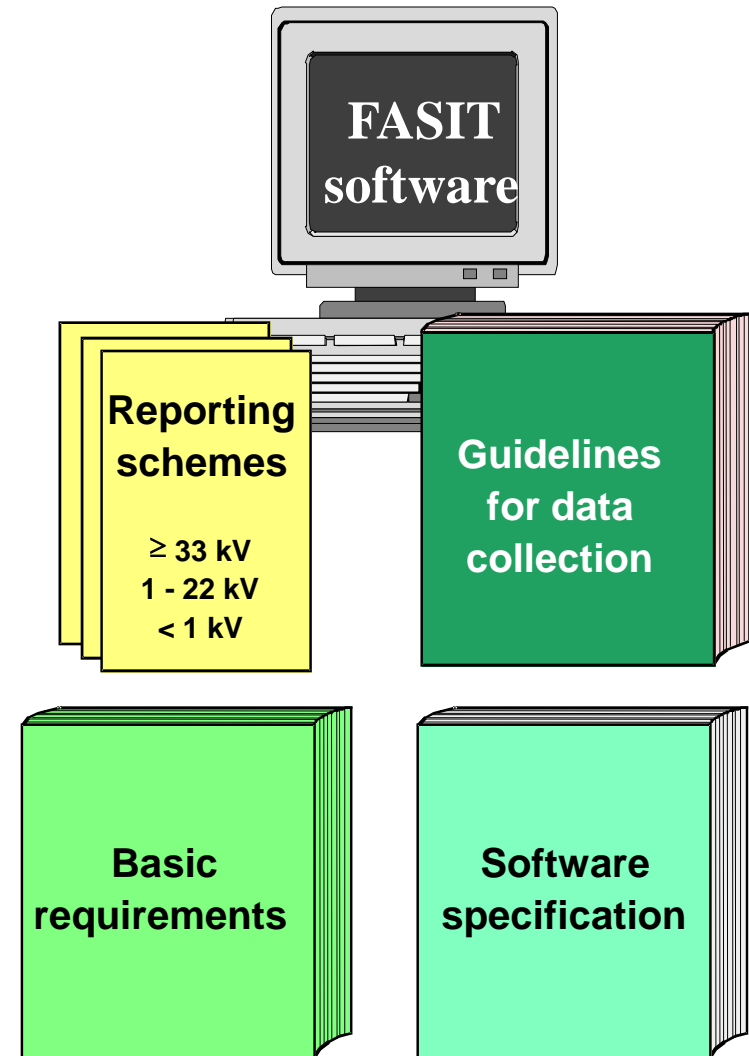 FASIT
software
Reporting
schemes
≥ 33 kV
1 - 22 kV
< 1 kV
Guidelines
for data
collection
Basic
requirements
Software
specification